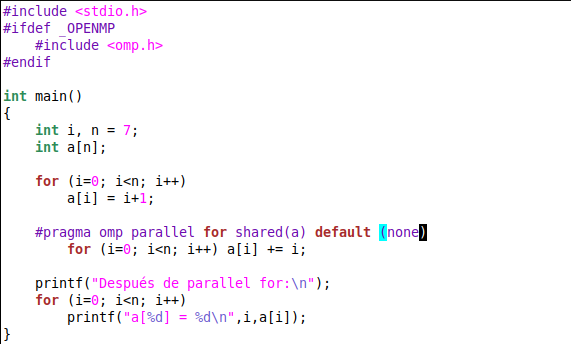 #include <stdio.h>
#ifdef _OPENMP
    #include <omp.h>
#endif

int main()
{
    int i, n = 7;
    int a[n];

    for (i=0; i<n; i++)
        a[i] = i+1;

    #pragma omp parallel for shared(a) default (none)
        for (i=0; i<n; i++) a[i] += i;

    printf("Después de parallel for:\n");
    for (i=0; i<n; i++)
        printf("a[%d] = %d\n",i,a[i]);
}